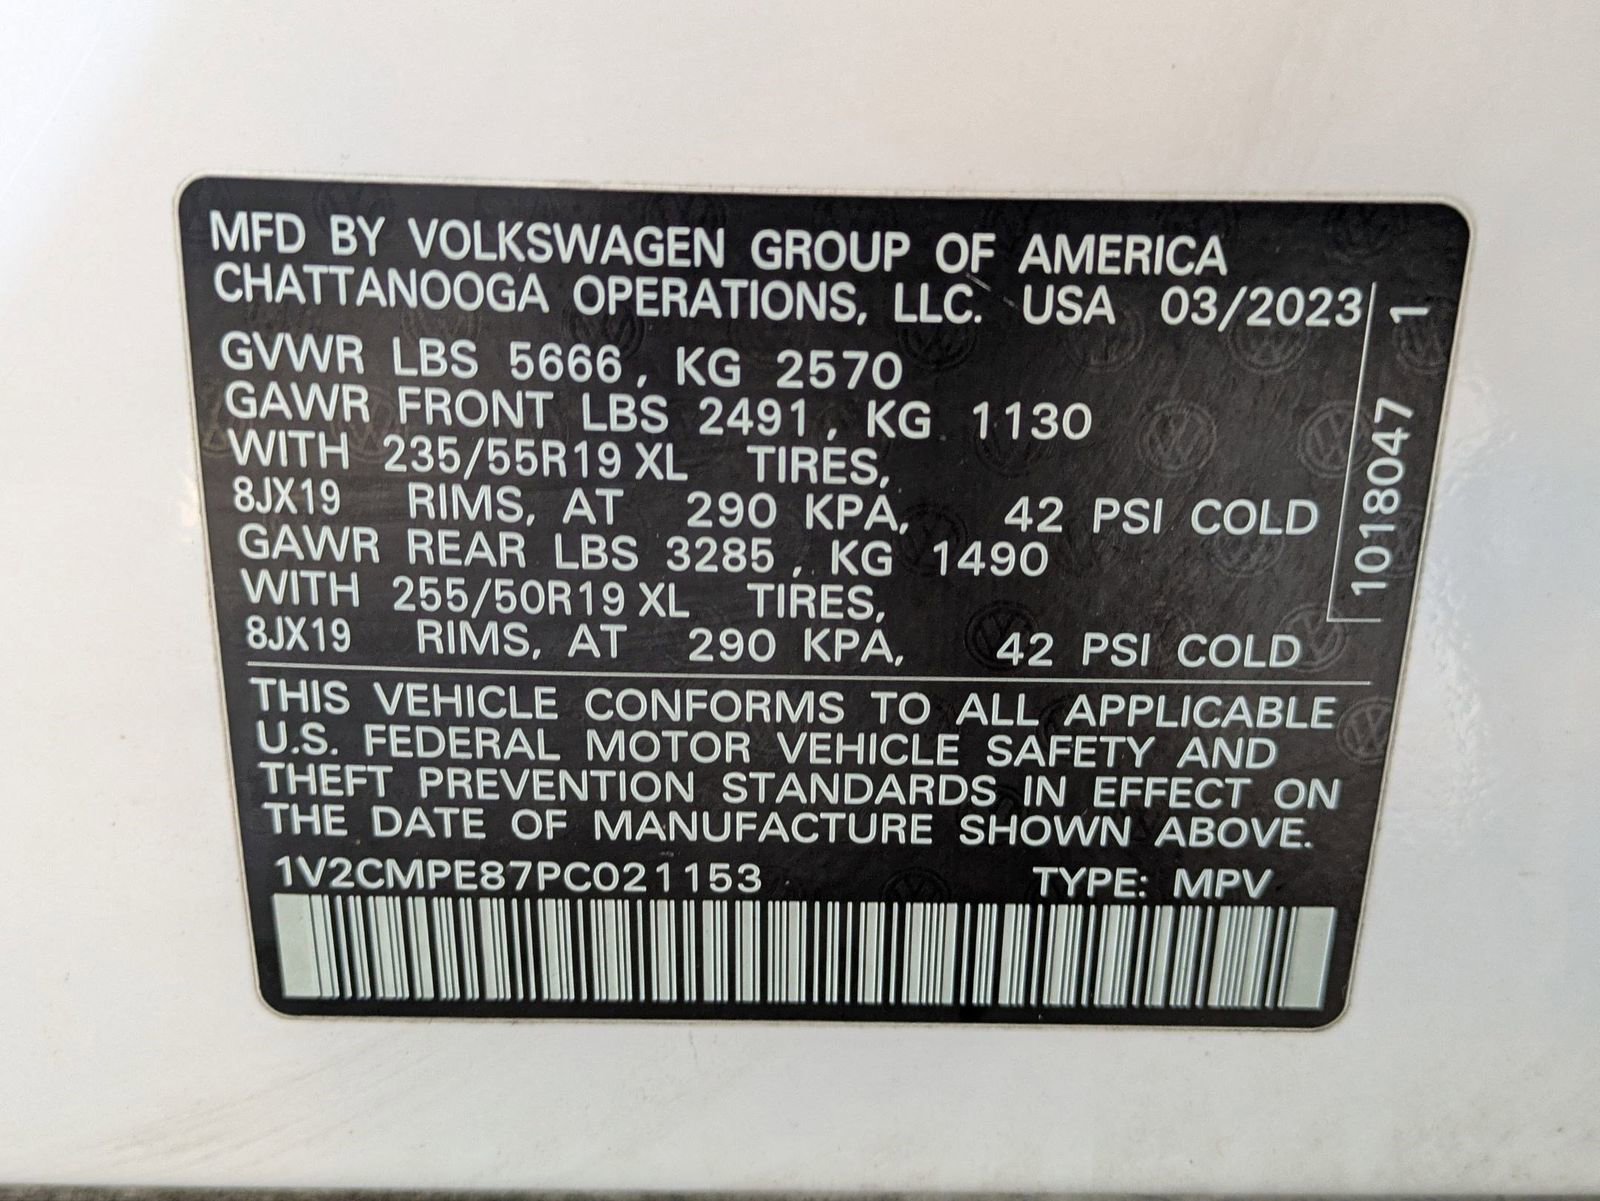 MFD BY VOLKSWAGEN GROUP OF AMERICA
CHATTANOOGA OPERATIONS, LLC. USA 03/2023
GVWR LBS 5666, KG 2570
GAWR FRONT LBS 2491, KG 1130
WITH 235/55R19 XL TIRES,
8JX19 RIMS, AT 290 KPA, 42 PSI COLD
GAWR REAR LBS 3285, KG 1490
WITH 255/50R19 XL TIRES,
8JX19 RIMS, AT 290 KPA, 42 PSI COLD
THIS VEHICLE CONFORMS TO ALL APPLICABLE
U.S. FEDERAL MOTOR VEHICLE SAFETY AND
THEFT PREVENTION STANDARDS IN EFFECT ON
THE DATE OF MANUFACTURE SHOWN ABOVE.
1V2CMPE87PC021153 TYPE: MPV
1018047 1